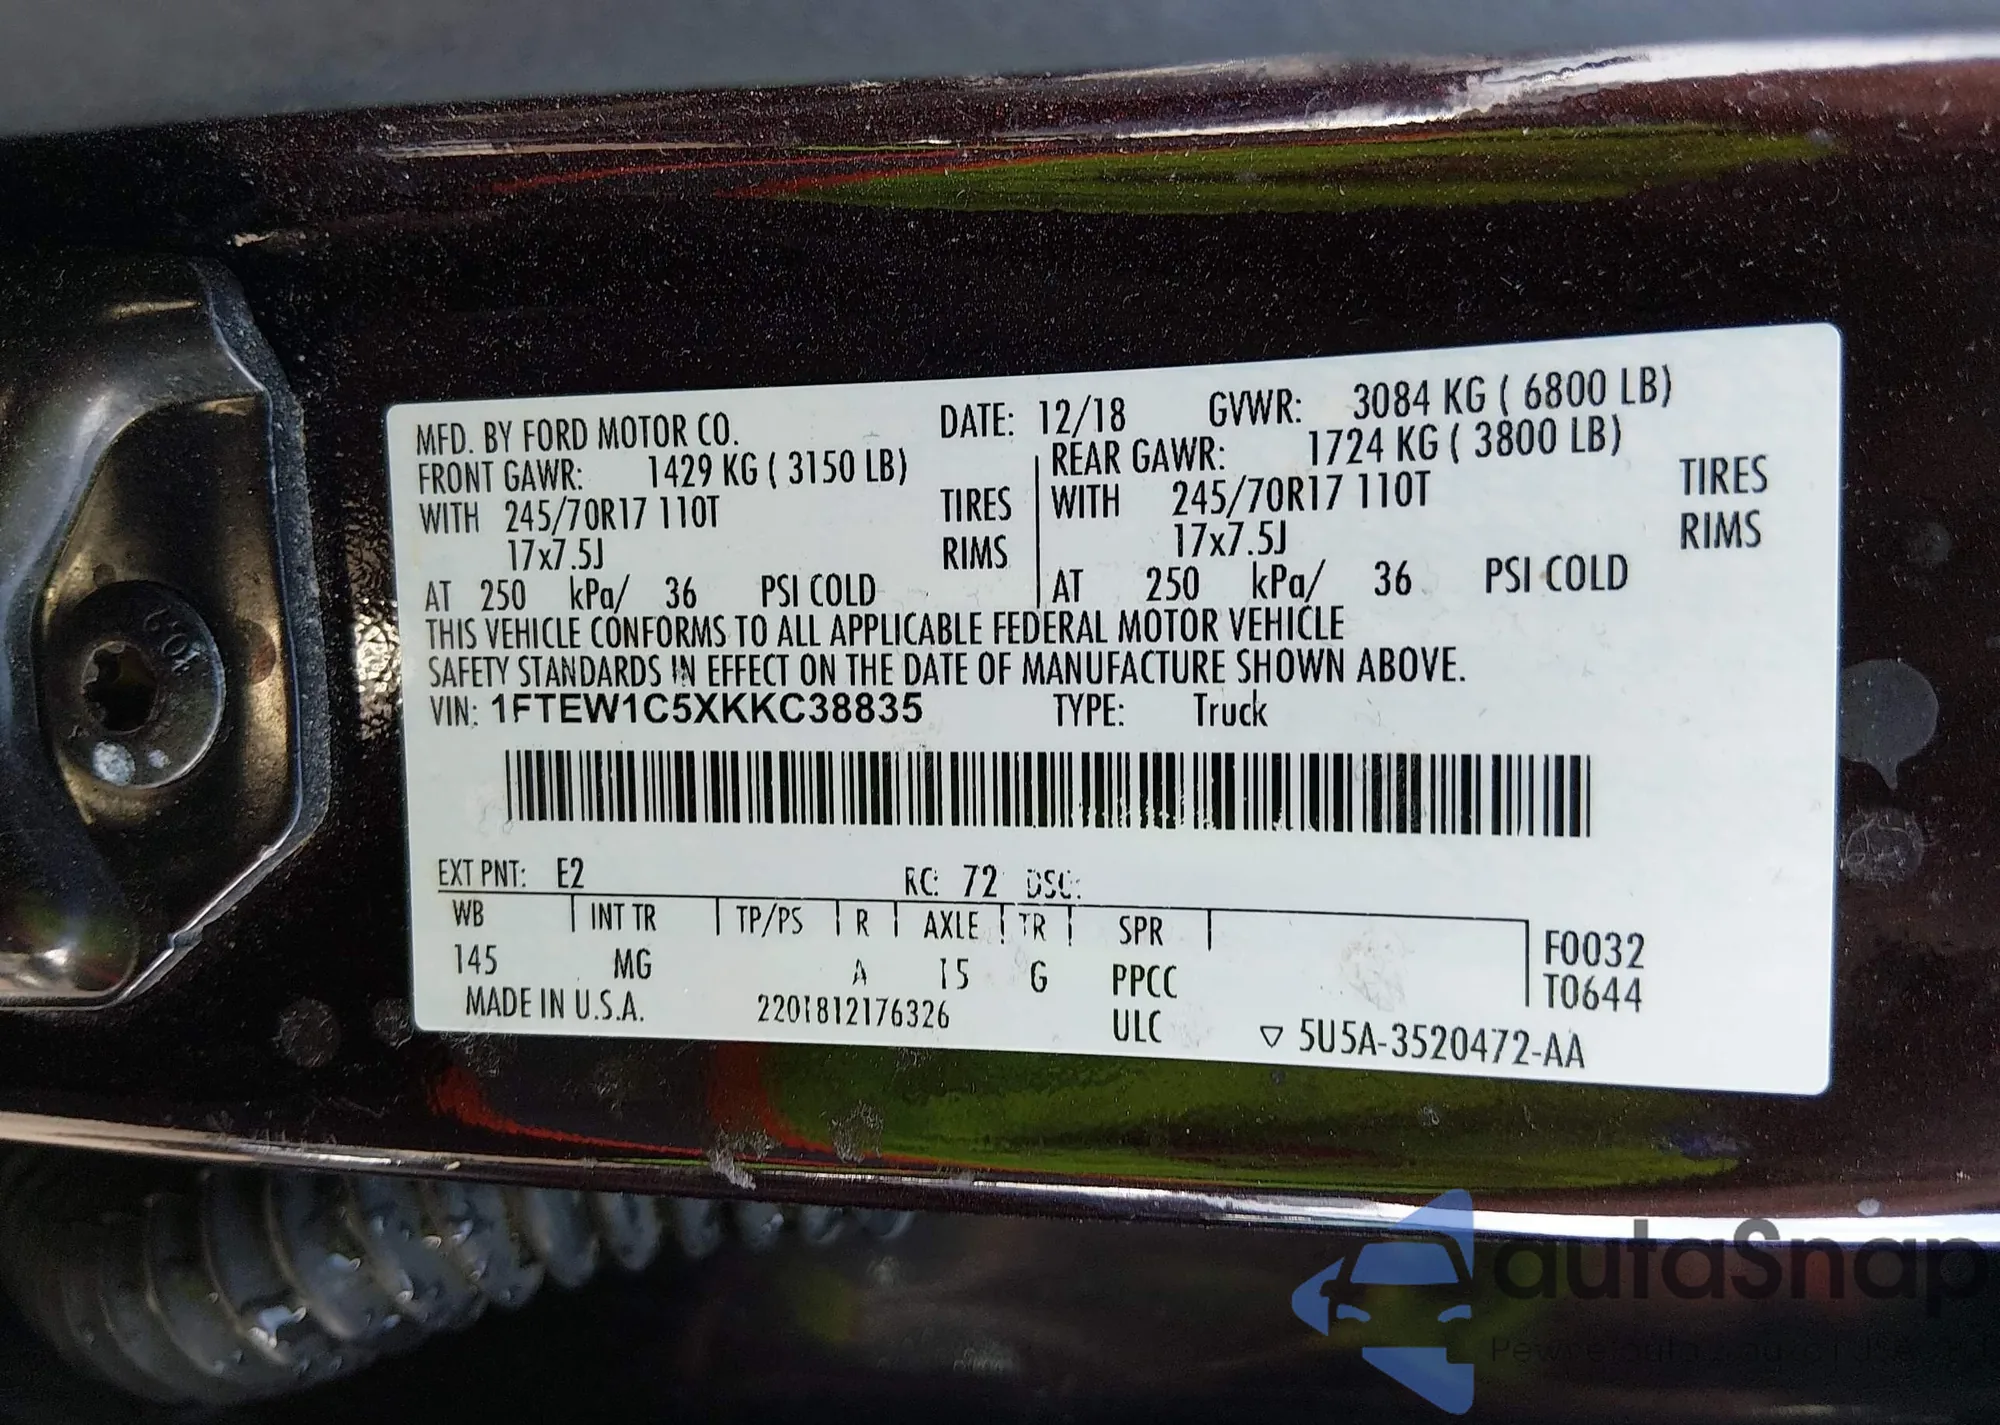 MFD. BY FORD MOTOR CO. DATE: 12/18 GVWR: 3084 KG ( 6800 LB)
FRONT GAWR: 1429 KG ( 3150 LB) REAR GAWR: 1724 KG ( 3800 LB)
WITH 245/70R17 110T TIRES WITH 245/70R17 110T TIRES
17x7.5J RIMS 17x7.5J RIMS
AT 250 kPa/ 36 PSI COLD AT 250 kPa/ 36 PSI COLD
THIS VEHICLE CONFORMS TO ALL APPLICABLE FEDERAL MOTOR VEHICLE
SAFETY STANDARDS IN EFFECT ON THE DATE OF MANUFACTURE SHOWN ABOVE.
VIN: 1FTEW1C5XKKC38835 TYPE: Truck
EXT PNT: E2 RC: 72 DSO:
WB INT TR TP/PS R AXLE TR SPR F0032
145 MG A 15 G PPCC T0644
MADE IN U.S.A. 2201812176326 ULC ▽ 5U5A-3520472-AA
autoSnap